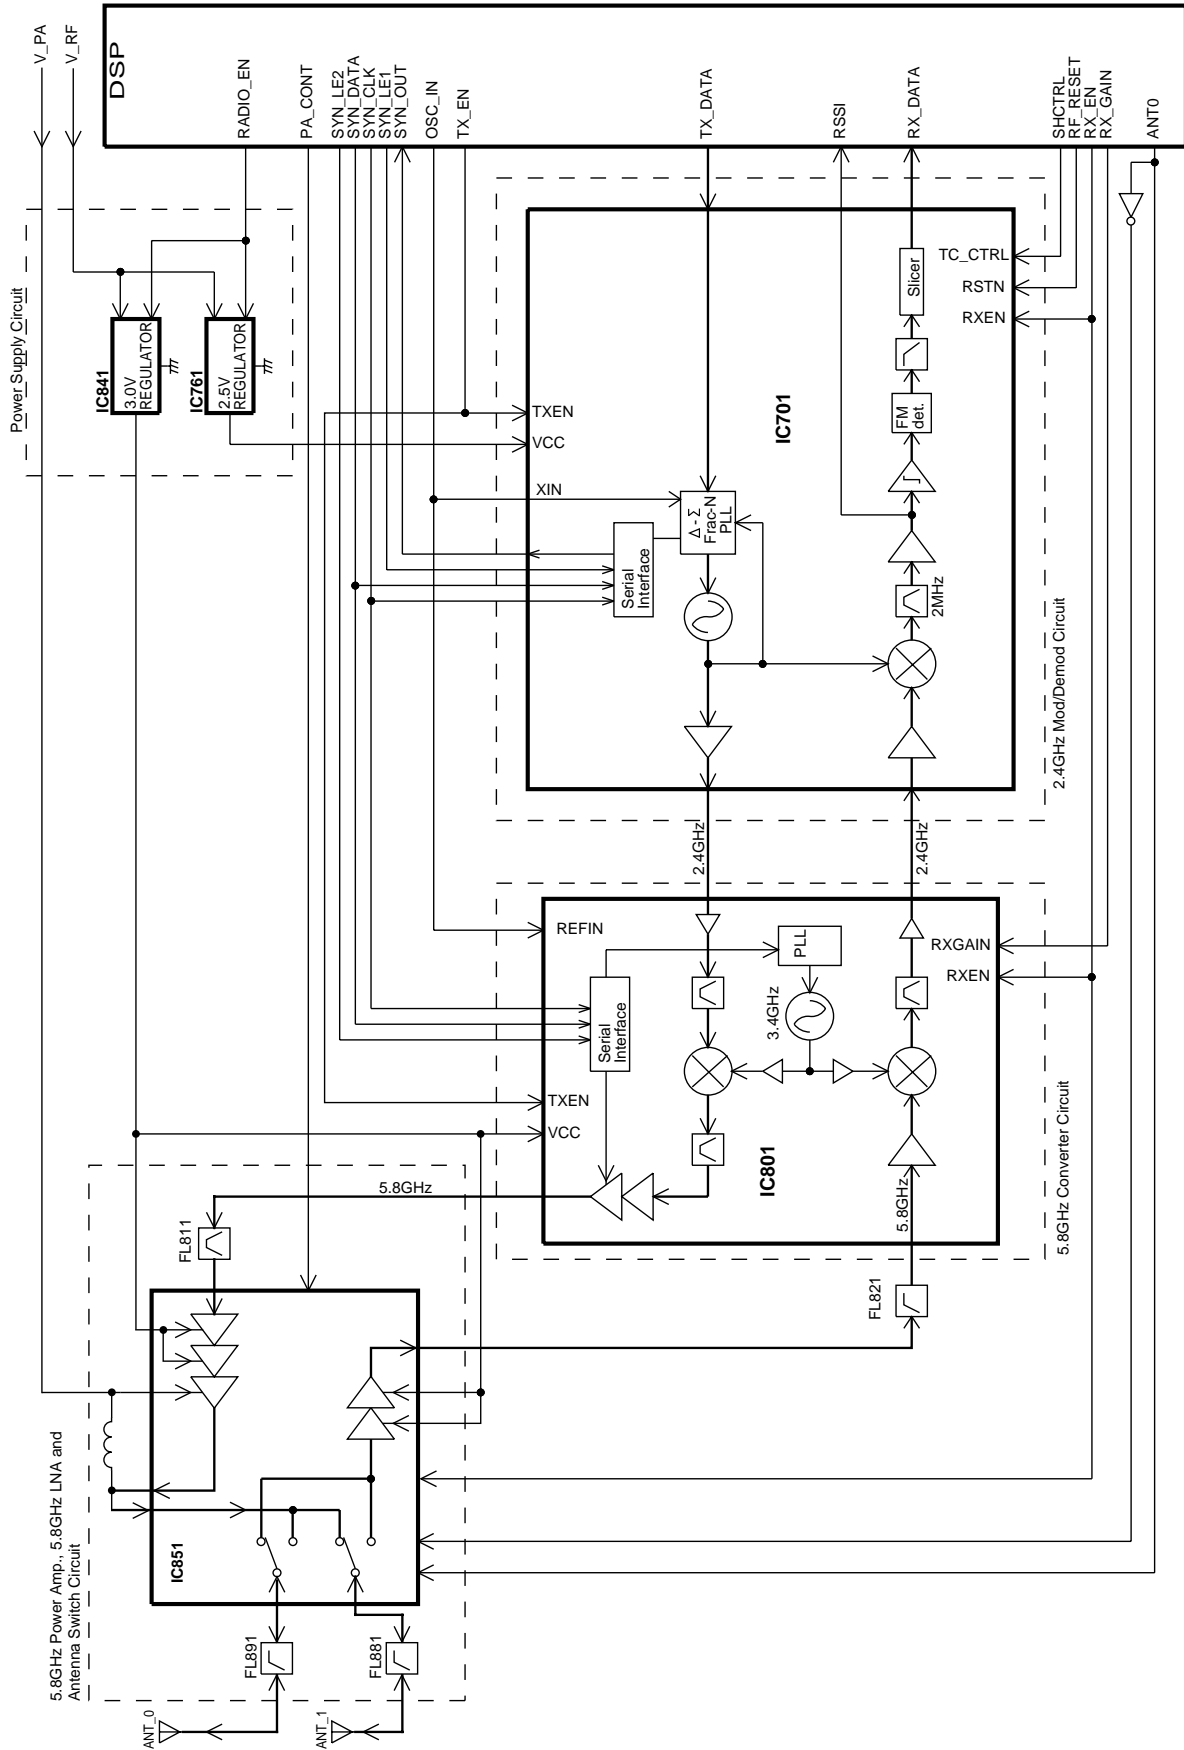 V_PA
V_RF
DSP
RADIO_EN
PA_CONT
SYN_LE2
SYN_DATA
SYN_CLK
SYN_LE1
SYN_OUT
OSC_IN
TX_EN
TX_DATA
RSSI
RX_DATA
SHCTRL
RF_RESET
RX_EN
RX_GAIN
ANT0
Power Supply Circuit
IC841
3.0V
REGULATOR
IC761
2.5V
REGULATOR
TXEN
VCC
XIN
Δ - Σ
Frac-N
PLL
Serial
Interface
IC701
TC_CTRL
RSTN
RXEN
Slicer
FM
det.
2MHz
2.4GHz Mod/Demod Circuit
2.4GHz
2.4GHz
REFIN
PLL
3.4GHz
Serial
Interface
RXGAIN
RXEN
TXEN
VCC
IC801
5.8GHz
5.8GHz
5.8GHz Converter Circuit
FL811
FL821
5.8GHz Power Amp., 5.8GHz LNA and
Antenna Switch Circuit
IC851
FL891
FL881
ANT_0
ANT_1